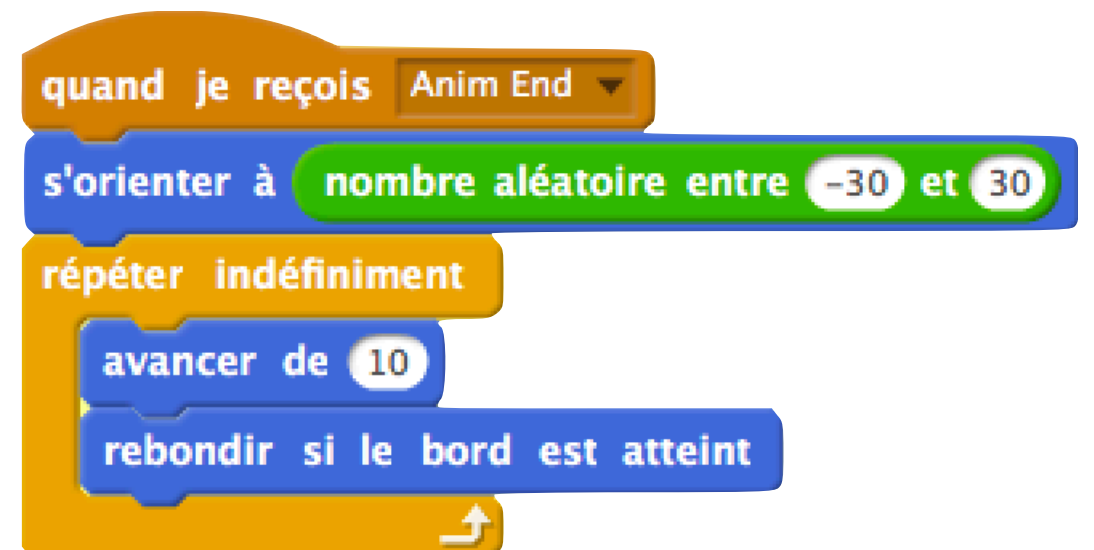 quand je reçois Anim End
s'orienter à nombre aléatoire entre -30 et 30
répéter indéfiniment
avancer de 10
rebondir si le bord est atteint